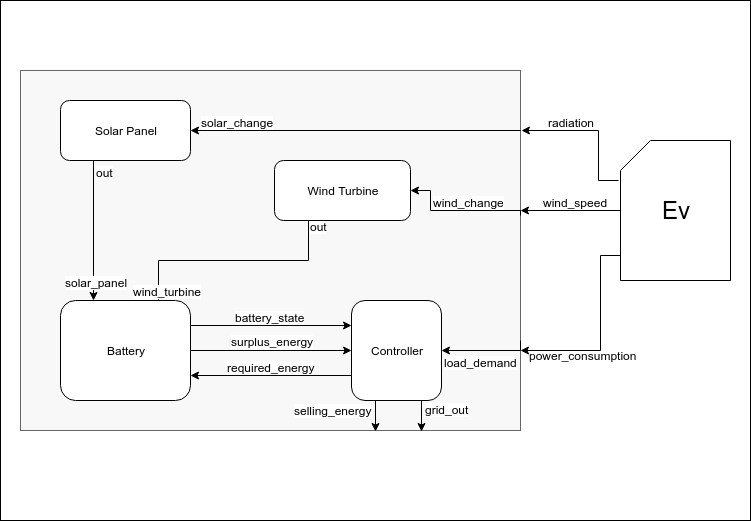 solar_change
radiation
Solar Panel
out
Wind Turbine
wind_change
wind_speed
Ev
out
solar_panel
wind_turbine
battery_state
surplus_energy
Battery
Controller
required_energy
load_demand
power_consumption
selling_energy
grid_out